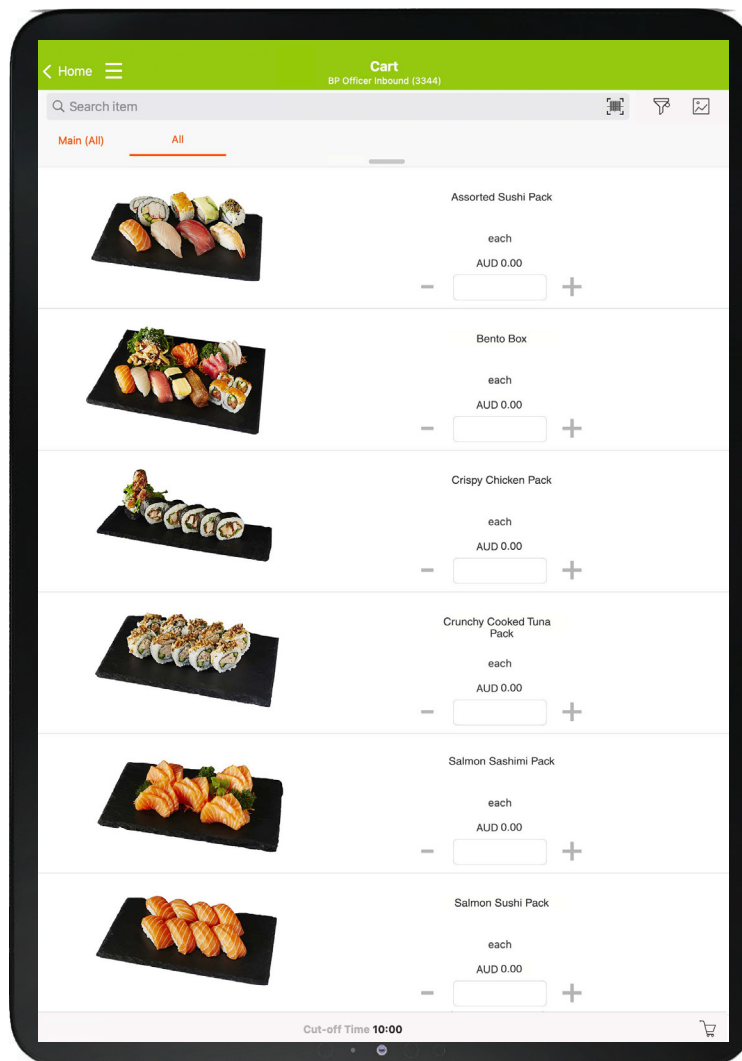 Home
Cart
BP Officer Inbound (3344)
Search item
Main (All)
All
Assorted Sushi Pack
each
AUD 0.00
Bento Box
each
AUD 0.00
Crispy Chicken Pack
each
AUD 0.00
Crunchy Cooked Tuna
Pack
each
AUD 0.00
Salmon Sashimi Pack
each
AUD 0.00
Salmon Sushi Pack
each
AUD 0.00
Cut-off Time 10:00